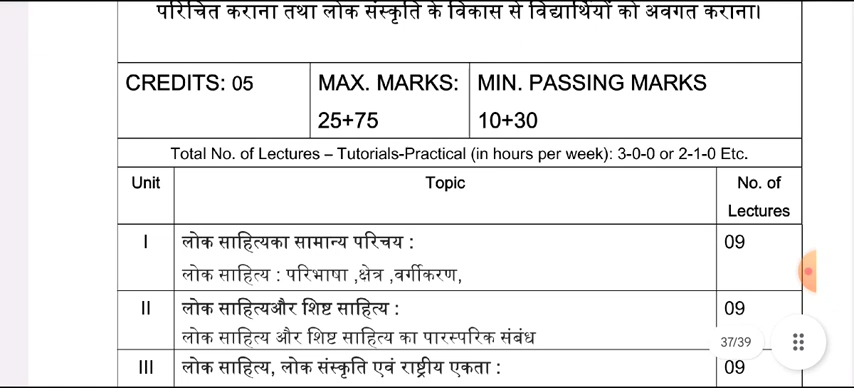 परिचित कराना तथा लोक संस्कृति के विकास से विद्यार्थियों को अवगत कराना।
CREDITS: 05 MAX. MARKS: MIN. PASSING MARKS
25+75 10+30
Total No. of Lectures – Tutorials-Practical (in hours per week): 3-0-0 or 2-1-0 Etc.
Unit Topic No. of
Lectures
I लोक साहित्यका सामान्य परिचय : 09
लोक साहित्य : परिभाषा ,क्षेत्र ,वर्गीकरण,
II लोक साहित्यऔर शिष्ट साहित्य : 09
लोक साहित्य और शिष्ट साहित्य का पारस्परिक संबंध
37/39
III लोक साहित्य, लोक संस्कृति एवं राष्ट्रीय एकता : 09